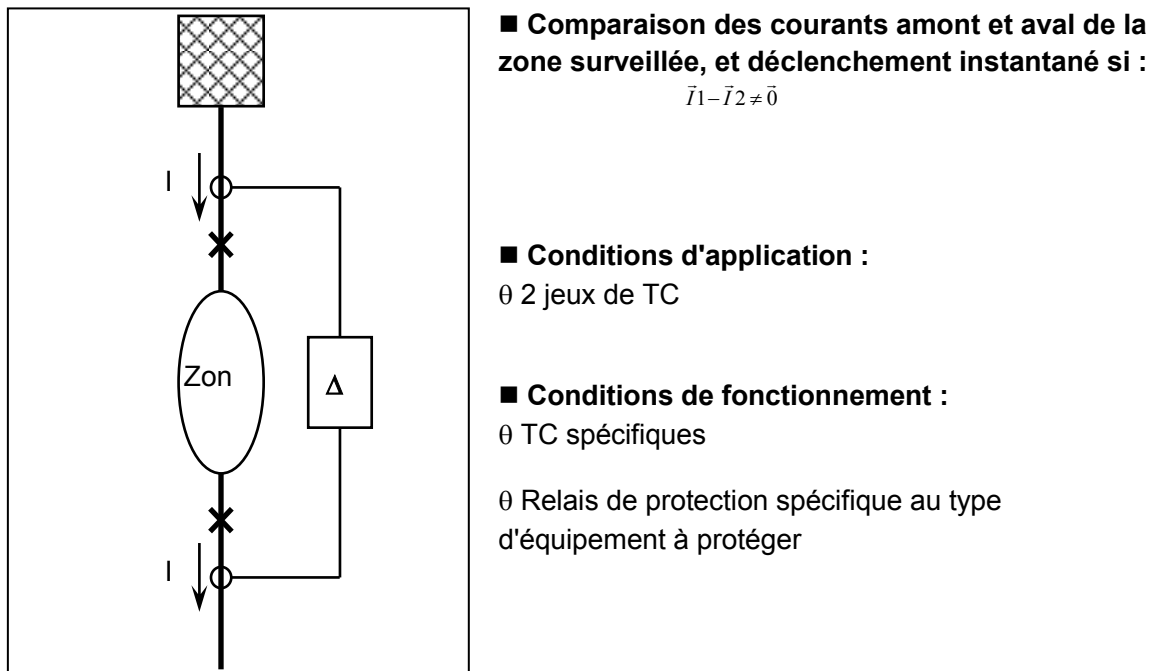 ■ Comparaison des courants amont et aval de la
zone surveillée, et déclenchement instantané si :
I⃗1–I⃗2≠0⃗
I
■ Conditions d'application :
θ 2 jeux de TC
Zon
Δ
■ Conditions de fonctionnement :
θ TC spécifiques
θ Relais de protection spécifique au type
d'équipement à protéger
I